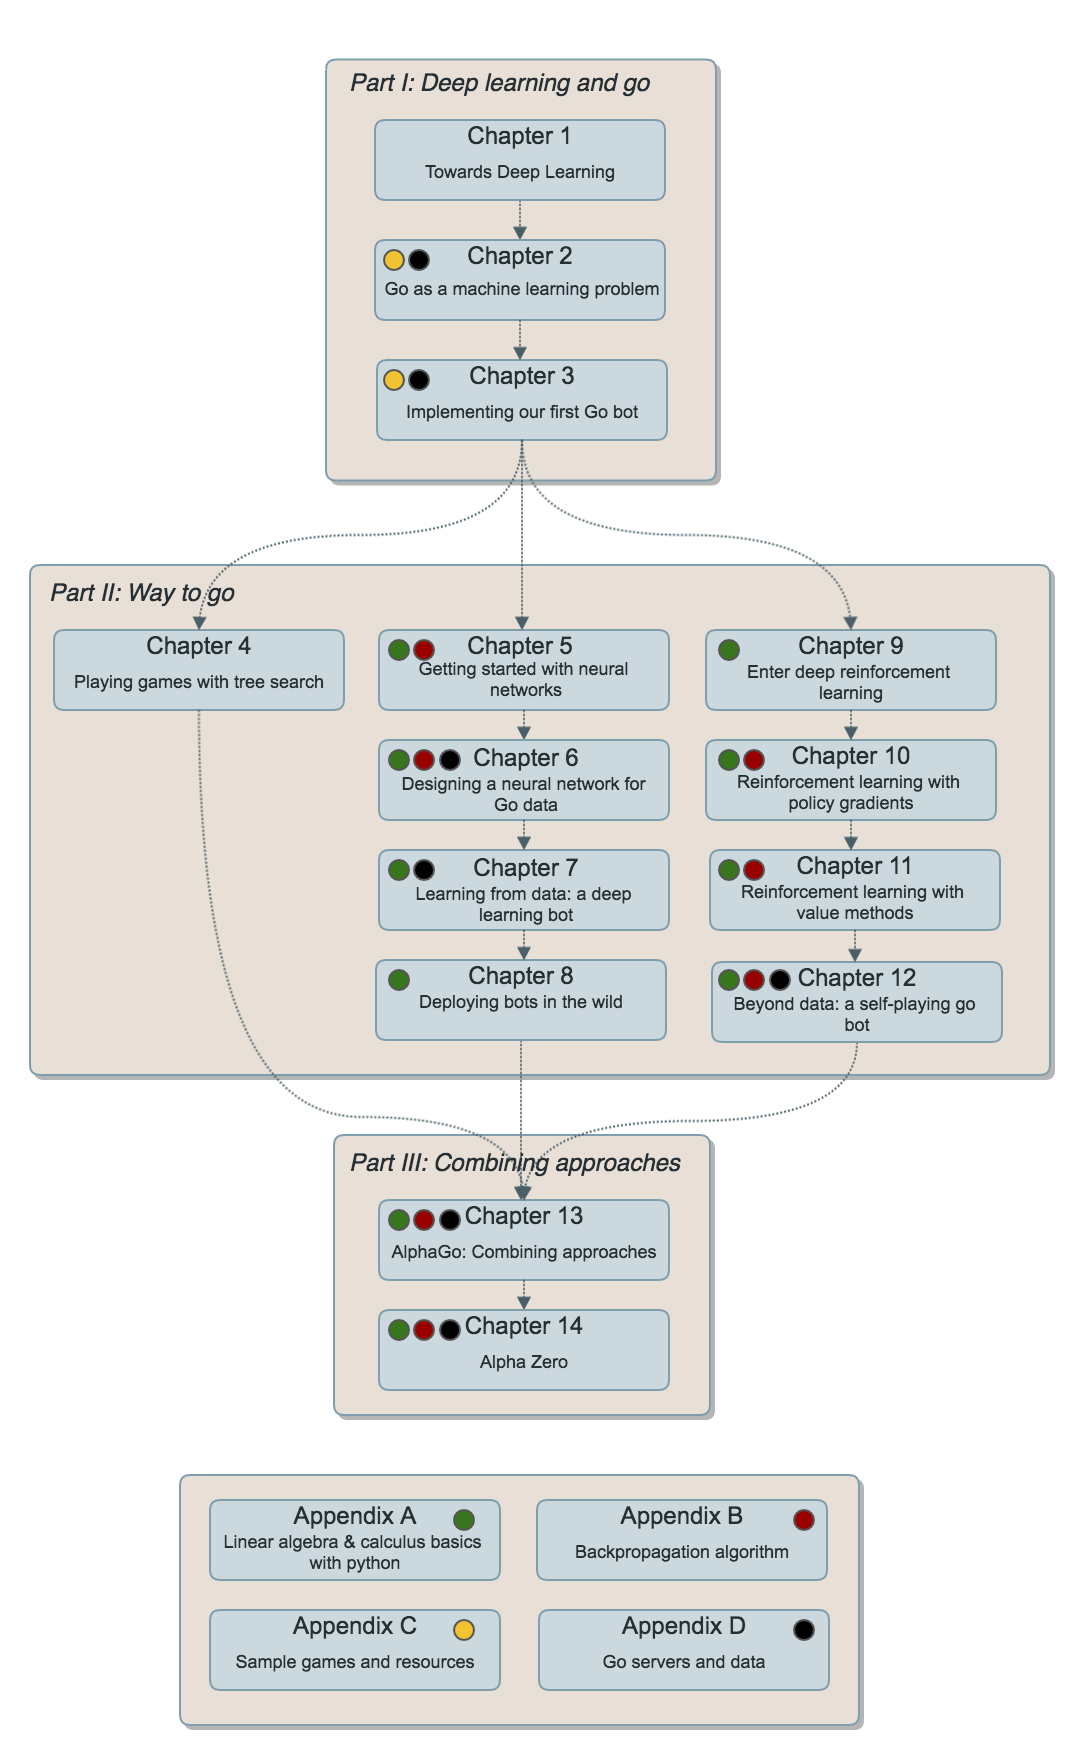 Part I: Deep learning and go
Chapter 1
Towards Deep Learning
Chapter 2
Go as a machine learning problem
Chapter 3
Implementing our first Go bot
Part II: Way to go
Chapter 4
Playing games with tree search
Chapter 5
Getting started with neural
networks
Chapter 6
Designing a neural network for
Go data
Chapter 7
Learning from data: a deep
learning bot
Chapter 8
Deploying bots in the wild
Chapter 9
Enter deep reinforcement
learning
Chapter 10
Reinforcement learning with
policy gradients
Chapter 11
Reinforcement learning with
value methods
Chapter 12
Beyond data: a self-playing go
bot
Part III: Combining approaches
Chapter 13
AlphaGo: Combining approaches
Chapter 14
Alpha Zero
Appendix A
Linear algebra & calculus basics
with python
Appendix B
Backpropagation algorithm
Appendix C
Sample games and resources
Appendix D
Go servers and data